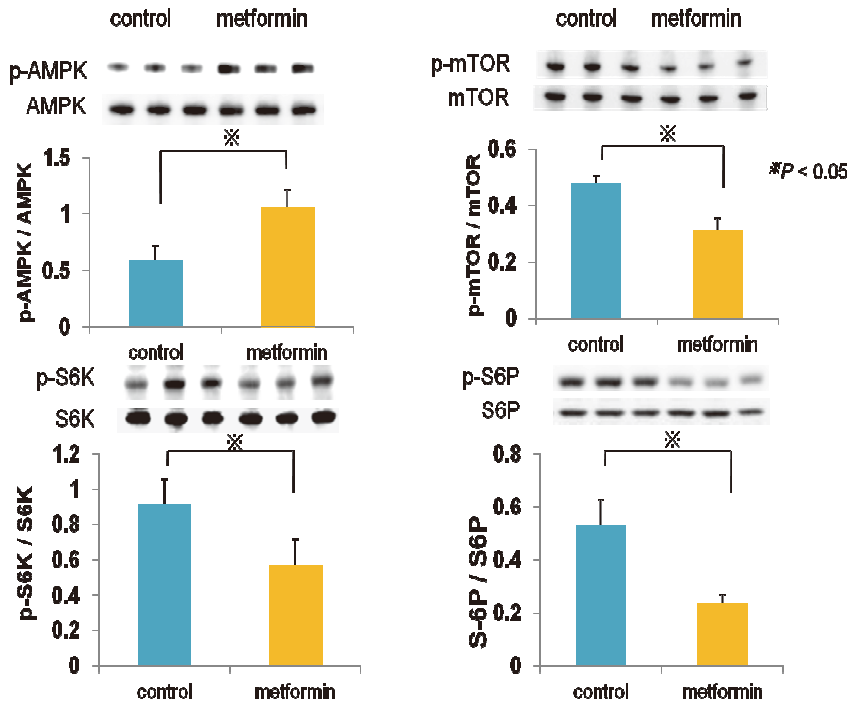 control metformin
p-AMPK
AMPK
※
p-AMPK / AMPK
1.5
1
0.5
0
control metformin
p-mTOR
mTOR
※
※P < 0.05
p-mTOR / mTOR
0.6
0.4
0.2
0
control metformin
p-S6K
S6K
※
p-S6K / S6K
1.2
1
0.8
0.6
0.4
0.2
0
control metformin
control metformin
p-S6P
S6P
※
S-6P / S6P
0.8
0.6
0.4
0.2
0
control metformin